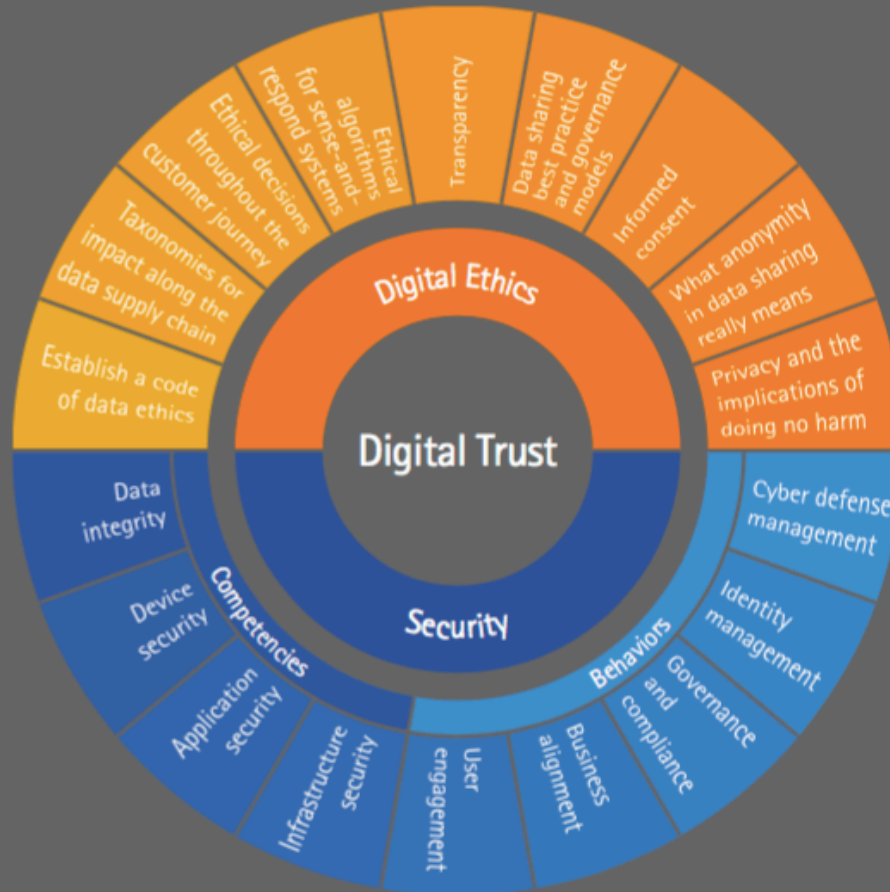 Establish a code
of data ethics
Taxonomies for
impact along the
data supply chain
Ethical decisions
throughout the
customer journey
Ethical
algorithms
for sense-and-
respond systems
Transparency
Data sharing
best practice
and governance
models
Informed
consent
What anonymity
in data sharing
really means
Privacy and the
implications of
doing no harm
Digital Ethics
Digital Trust
Security
Competencies
Behaviors
Data
integrity
Device
security
Application
security
Infrastructure
security
User
engagement
Business
alignment
Governance
and
compliance
Identity
management
Cyber defense
management